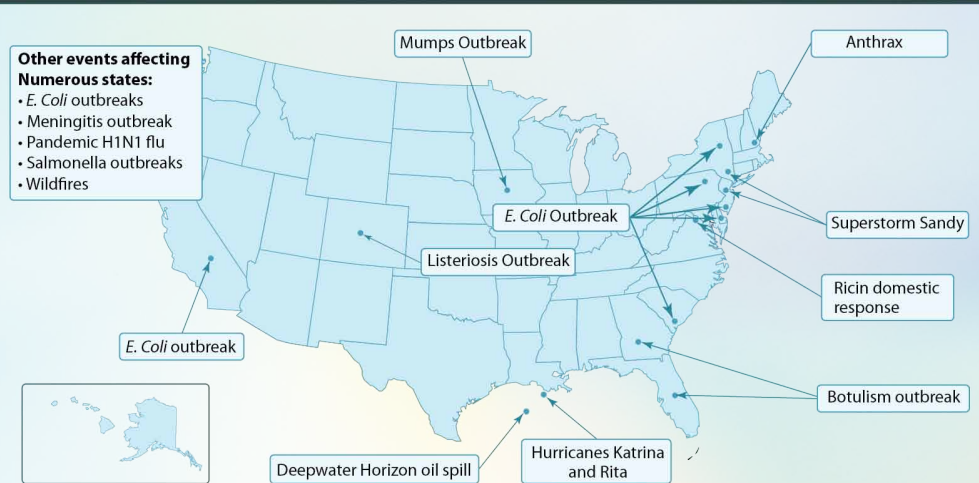 Other events affecting
Numerous states:
• E. Coli outbreaks
• Meningitis outbreak
• Pandemic H1N1 flu
• Salmonella outbreaks
• Wildfires
Mumps Outbreak
Anthrax
E. Coli Outbreak
Superstorm Sandy
Listeriosis Outbreak
Ricin domestic
response
E. Coli outbreak
Botulism outbreak
Hurricanes Katrina
and Rita
Deepwater Horizon oil spill